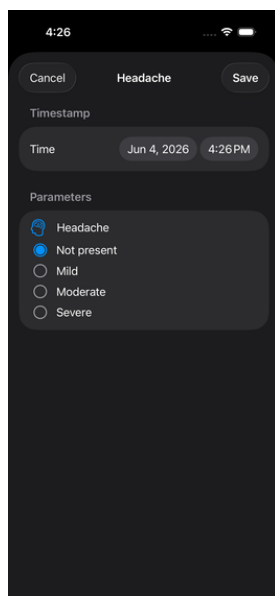 4:26
Cancel Headache Save
Timestamp
Time Jun 4, 2026 4:26 PM
Parameters
Headache
Not present
Mild
Moderate
Severe